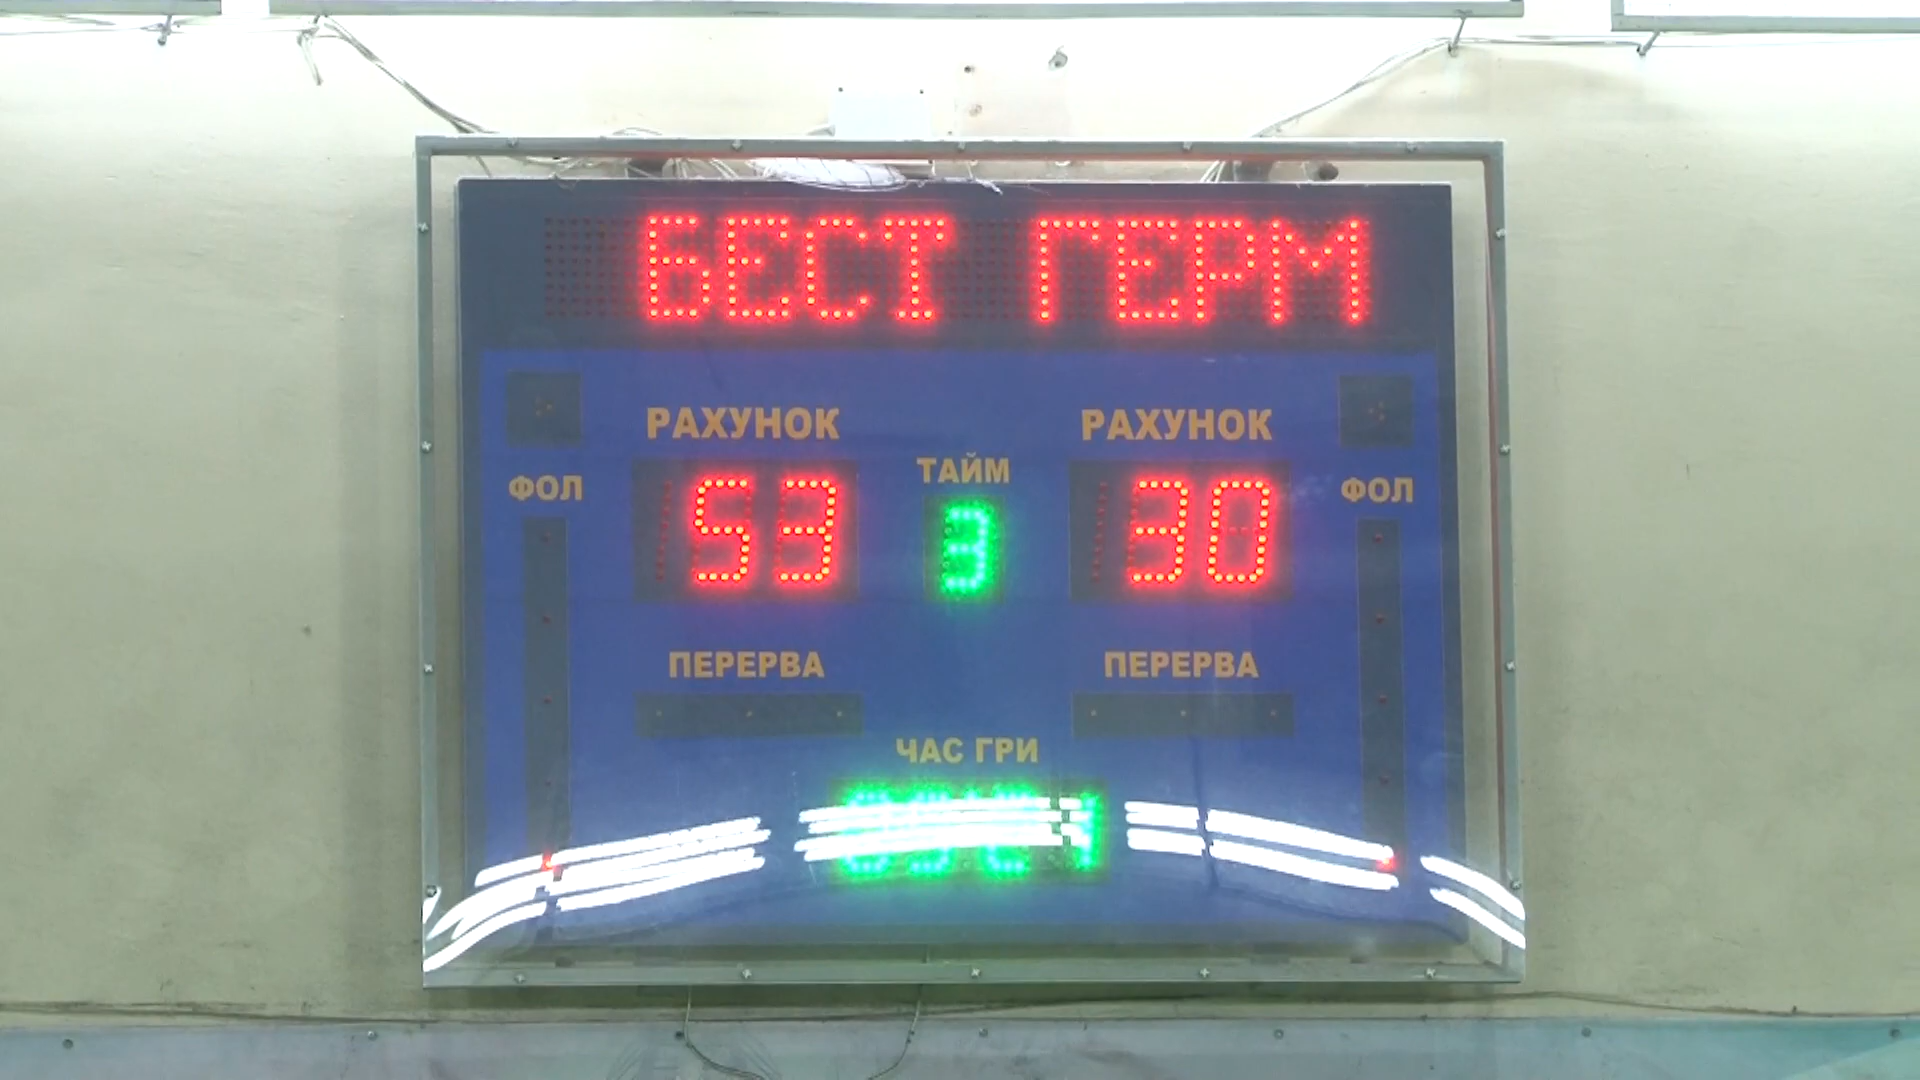 БЕСТ ГЕРМ
РАХУНОК РАХУНОК
ТАЙМ
ФОЛ ФОЛ
53 3 30
ПЕРЕРВА ПЕРЕРВА
ЧАС ГРИ